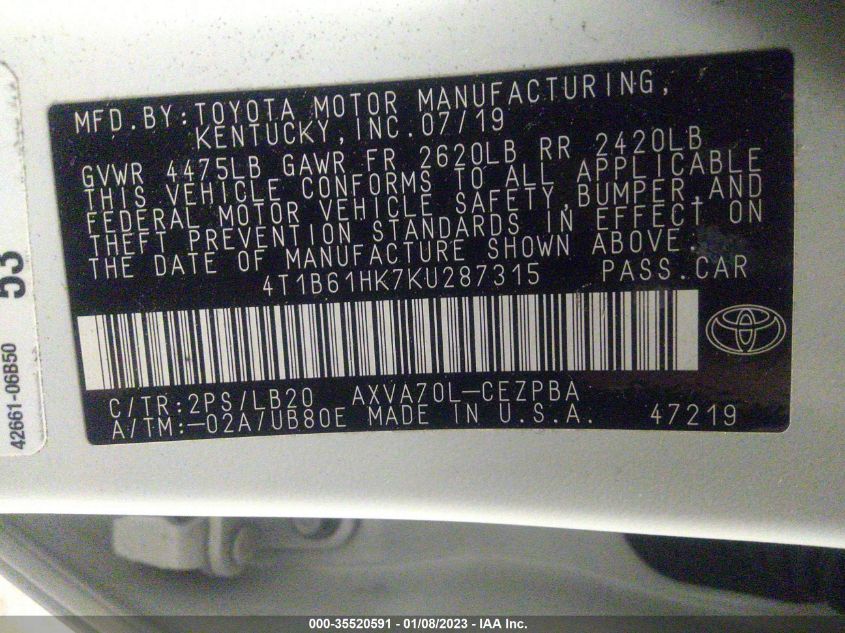 MFD.BY:TOYOTA MOTOR MANUFACTURING,
KENTUCKY,INC.07/19
GVWR 4475LB GAWR FR 2620LB RR 2420LB
THIS VEHICLE CONFORMS TO ALL APPLICABLE
FEDERAL MOTOR VEHICLE SAFETY,BUMPER,AND
THEFT PREVENTION STANDARDS IN EFFECT ON
THE DATE OF MANUFACTURE SHOWN ABOVE.
4T1B61HK7KU287315 PASS.CAR
C/TR:2PS/LB20 AXVA70L-CEZPBA
A/TM:-02A/UB80E MADE IN U.S.A. 47219
53
42661-06B50
000-35520591 - 01/08/2023 - IAA Inc.